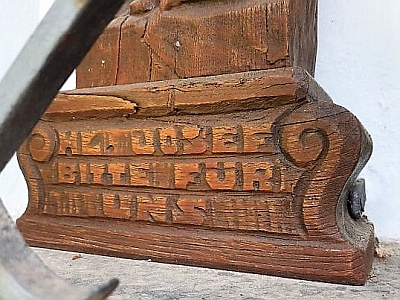 HL. JOSEF
BITTE FÜR
UNS